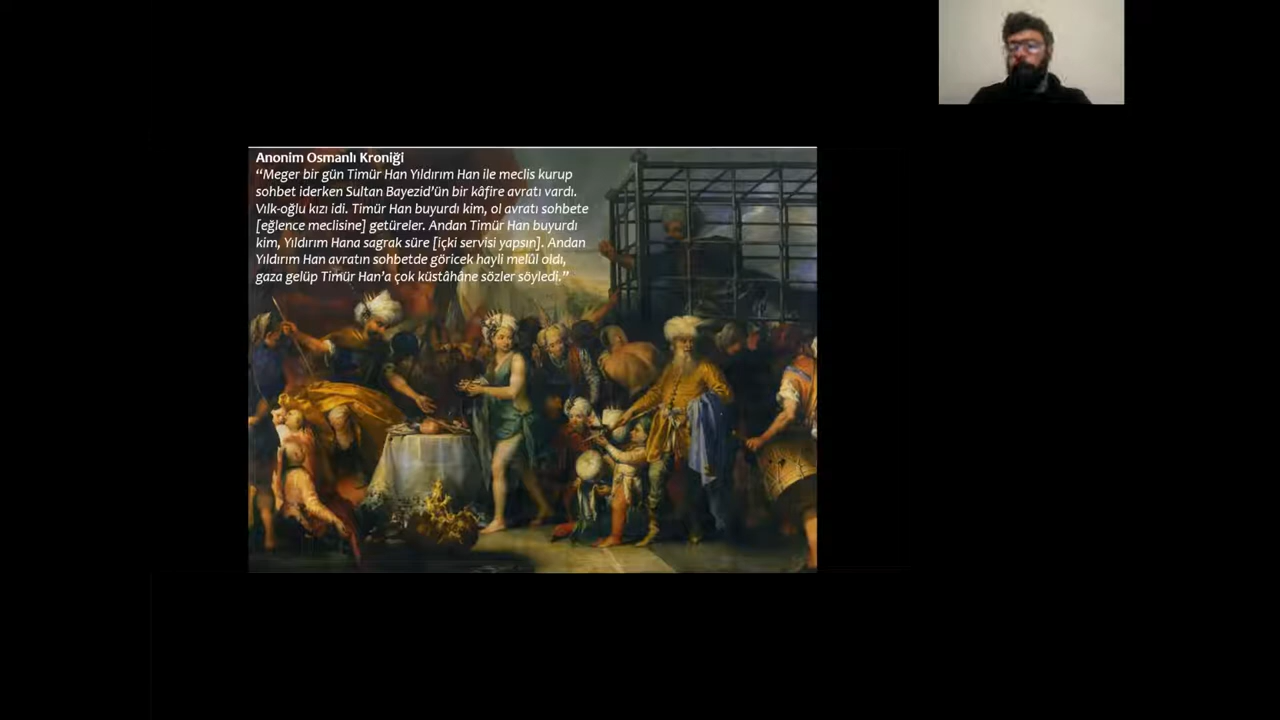 Anonim Osmanlı Kroniği
“Meger bir gün Timür Han Yıldırım Han ile meclis kurup
sohbet iderken Sultan Bayezid’ün bir kâfire avratı vardı.
Vılk-oğlu kızı idi. Timür Han buyurdı kim, ol avratı sohbete
[eğlence meclisine] getüreler. Andan Timür Han buyurdı
kim, Yıldırım Hana sagrak süre [içki servisi yapsın]. Andan
Yıldırım Han avratın sohbetde göricek hayli melûl oldı,
gaza gelüp Timür Han’a çok küstâhâne sözler söyledi.”